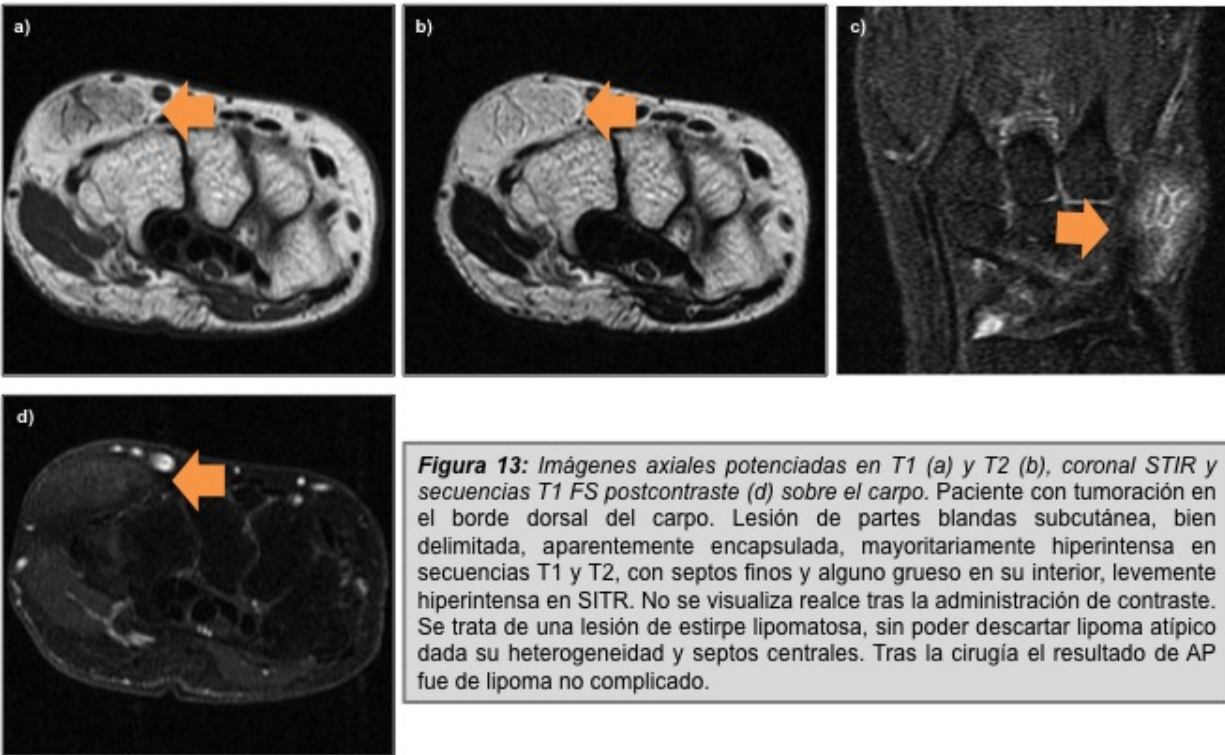 a)
b)
c)
d)
Figura 13: Imágenes axiales potenciadas en T1 (a) y T2 (b), coronal STIR y
secuencias T1 FS postcontraste (d) sobre el carpo. Paciente con tumoración en
el borde dorsal del carpo. Lesión de partes blandas subcutánea, bien
delimitada, aparentemente encapsulada, mayoritariamente hiperintensa en
secuencias T1 y T2, con septos finos y alguno grueso en su interior, levemente
hiperintensa en SITR. No se visualiza realce tras la administración de contraste.
Se trata de una lesión de estirpe lipomatosa, sin poder descartar lipoma atípico
dada su heterogeneidad y septos centrales. Tras la cirugía el resultado de AP
fue de lipoma no complicado.